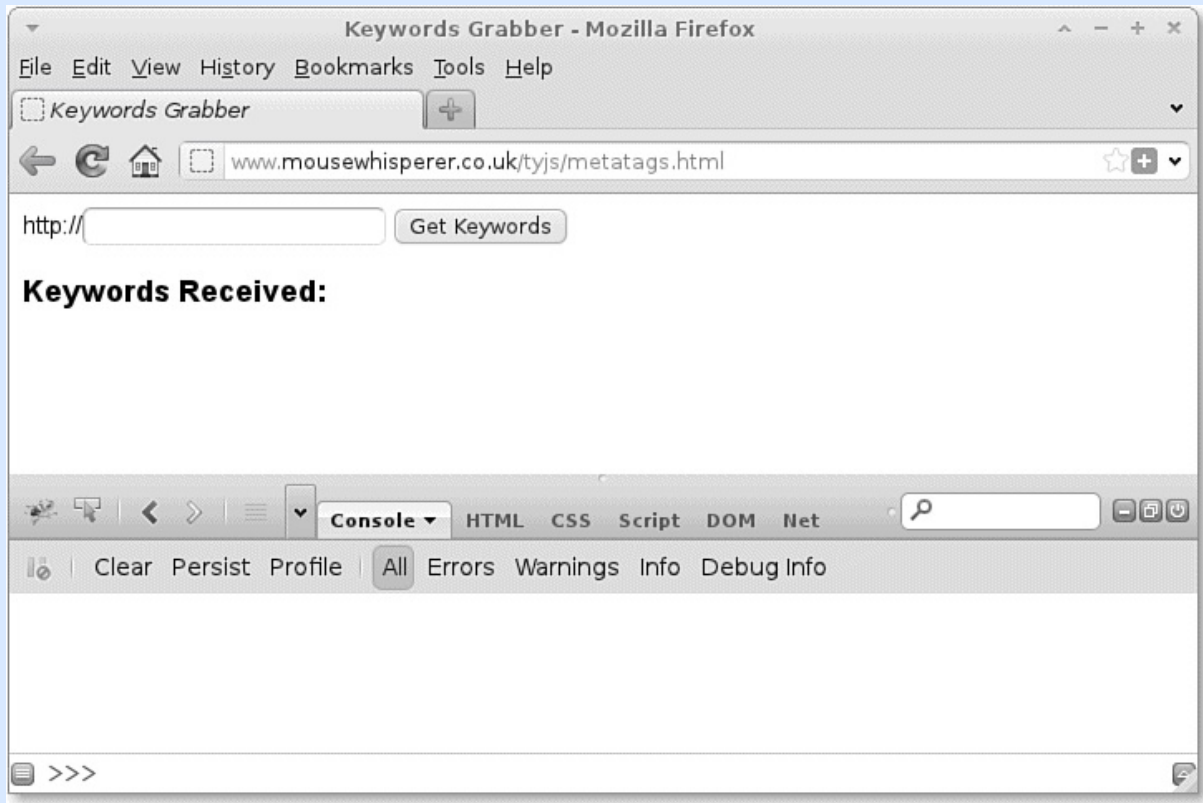 Keywords Grabber - Mozilla Firefox
File Edit View History Bookmarks Tools Help
Keywords Grabber
www.mousewhisperer.co.uk/tyjs/metatags.html
http:// Get Keywords
Keywords Received:
Console HTML CSS Script DOM Net
Clear Persist Profile All Errors Warnings Info Debug Info
>>>